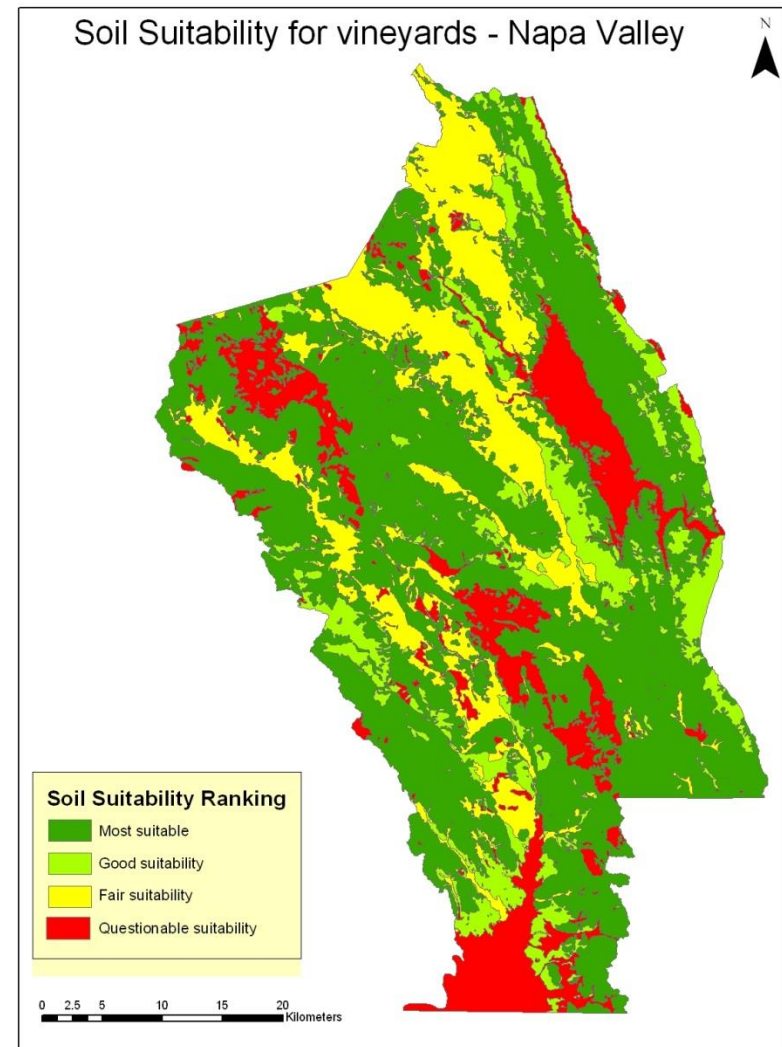 Soil Suitability for vineyards - Napa Valley
N
Soil Suitability Ranking
Most suitable
Good suitability
Fair suitability
Questionable suitability
0 2.5 5 10 15 20
Kilometers